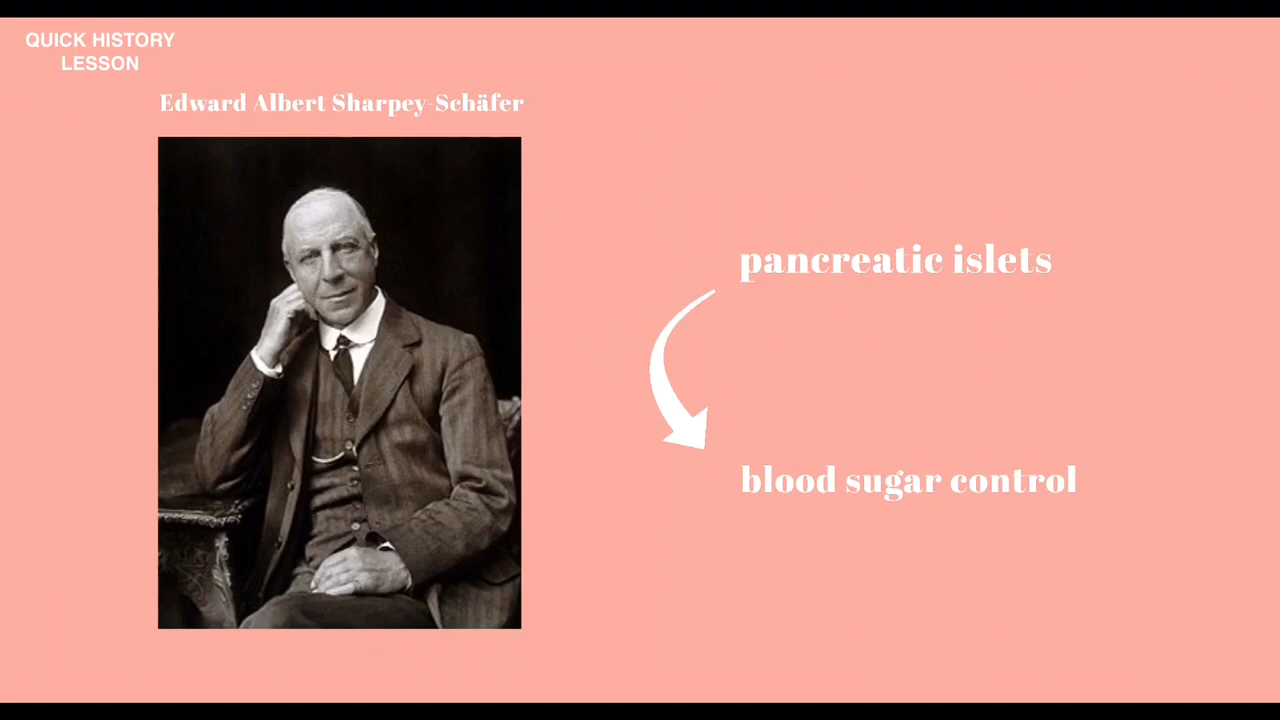 QUICK HISTORY
LESSON
Edward Albert Sharpey-Schäfer
pancreatic islets
blood sugar control